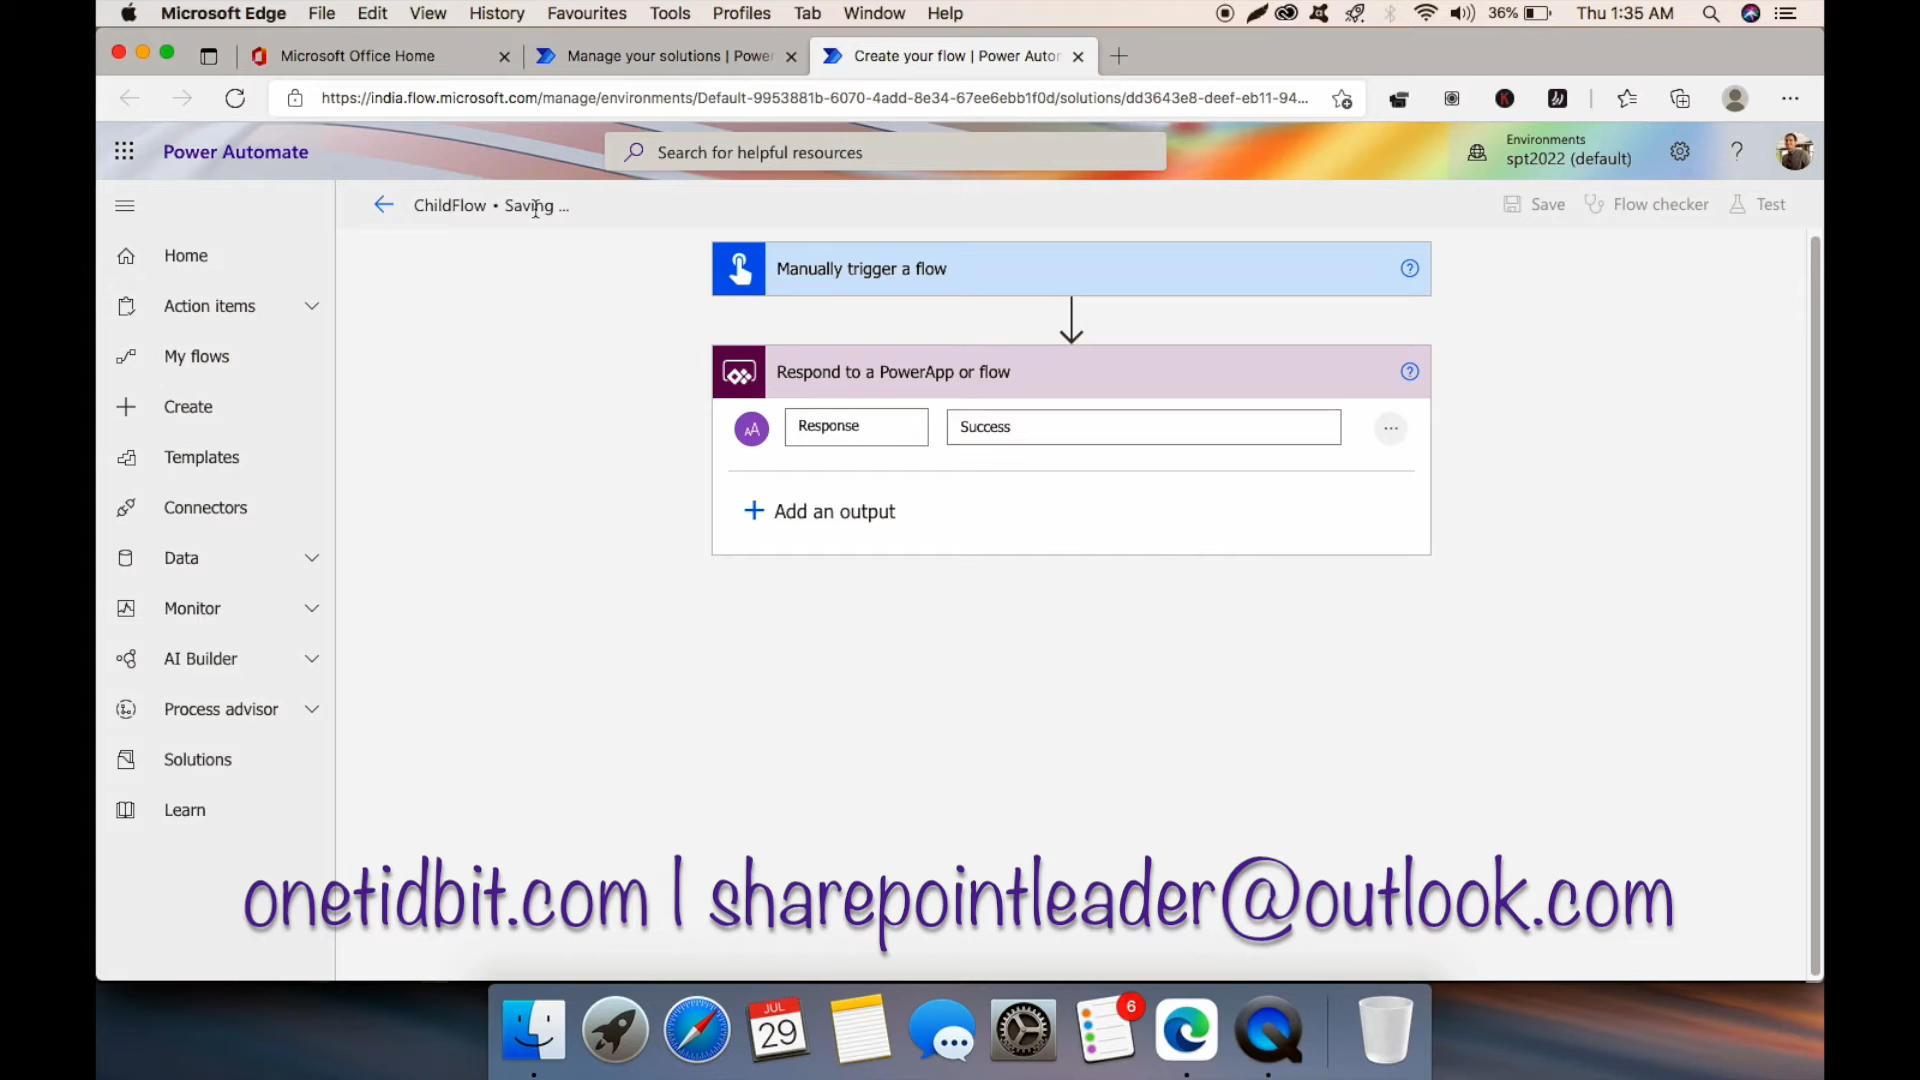 Microsoft Edge File Edit View History Favourites Tools Profiles Tab Window Help 36% Thu 1:35 AM
Microsoft Office Home Manage your solutions | Power Create your flow | Power Autor
https://india.flow.microsoft.com/manage/environments/Default-9953881b-6070-4add-8e34-67ee6ebb1f0d/solutions/dd3643e8-deef-eb11-94...
Power Automate Search for helpful resources Environments
spt2022 (default)
ChildFlow • Saving ... Save Flow checker Test
Home
Action items
My flows
Create
Templates
Connectors
Data
Monitor
AI Builder
Process advisor
Solutions
Learn
Manually trigger a flow
Respond to a PowerApp or flow
Response Success
Add an output
onetidbit.com | sharepointleader@outlook.com
JUL
29
6